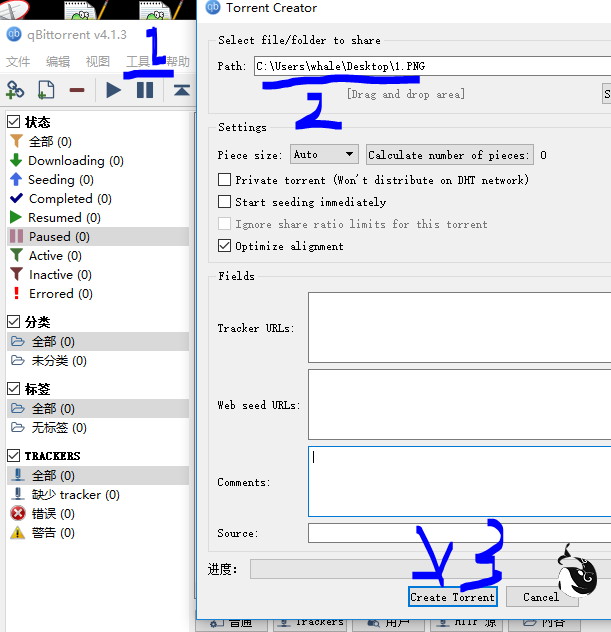 qBittorrent v4.1.3
文件 编辑 视图 工具 帮助
1
状态
全部 (0)
Downloading (0)
Seeding (0)
Completed (0)
Resumed (0)
Paused (0)
Active (0)
Inactive (0)
Errored (0)
分类
全部 (0)
未分类 (0)
标签
全部 (0)
无标签 (0)
TRACKERS
全部 (0)
缺少 tracker (0)
错误 (0)
警告 (0)
Torrent Creator
Select file/folder to share
Path: C:\Users\whale\Desktop\1.PNG
[Drag and drop area]
S
2
Settings
Piece size: Auto Calculate number of pieces: 0
Private torrent (Won't distribute on DHT network)
Start seeding immediately
Ignore share ratio limits for this torrent
Optimize alignment
Fields
Tracker URLs:
Web seed URLs:
Comments:
Source:
进度:
3
Create Torrent Cancel
普通 Trackers 用户 HTTP 源 内容